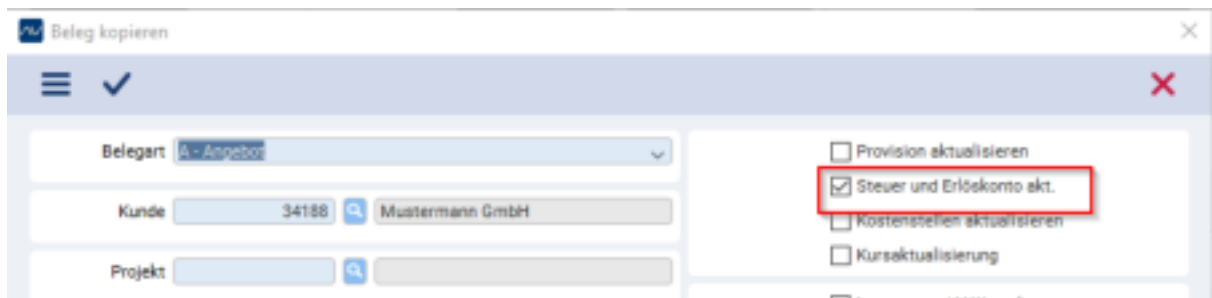 Beleg kopieren
Belegart A - Angebot
Kunde 34188 Mustermann GmbH
Projekt
Provision aktualisieren
Steuer und Erlöskonto akt.
Kostenstellen aktualisieren
Kursaktualisierung